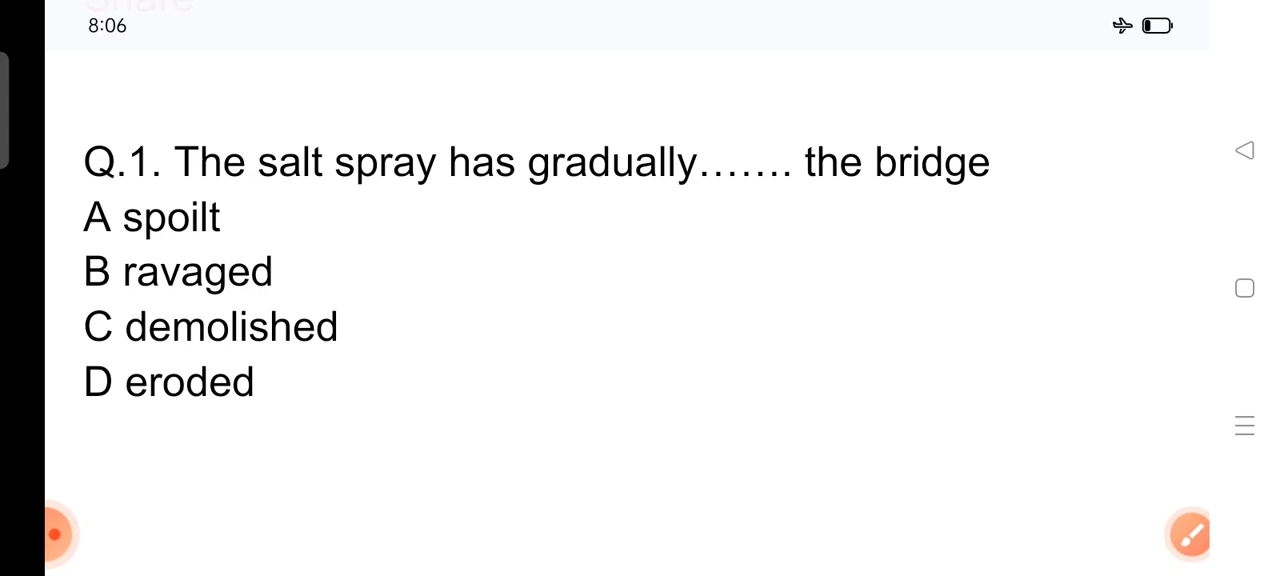 8:06
Q.1. The salt spray has gradually....... the bridge
A spoilt
B ravaged
C demolished
D eroded